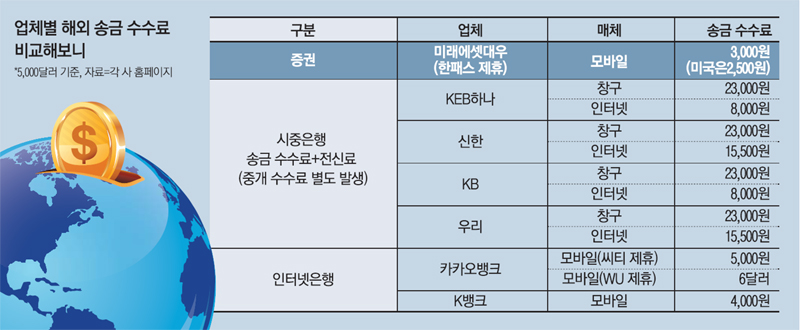 업체별 해외 송금 수수료
비교해보니
*5,000달러 기준, 자료=각 사 홈페이지
$
구분 업체 매체 송금 수수료
증권 미래에셋대우 (한패스 제휴) 모바일 3,000원 (미국은2,500원)
시중은행
송금 수수료+전신료
(중개 수수료 별도 발생)
KEB하나 창구 23,000원
인터넷 8,000원
신한 창구 23,000원
인터넷 15,500원
KB 창구 23,000원
인터넷 8,000원
우리 창구 23,000원
인터넷 15,500원
인터넷은행 카카오뱅크 모바일(씨티 제휴) 5,000원
모바일(WU 제휴) 6달러
K뱅크 모바일 4,000원